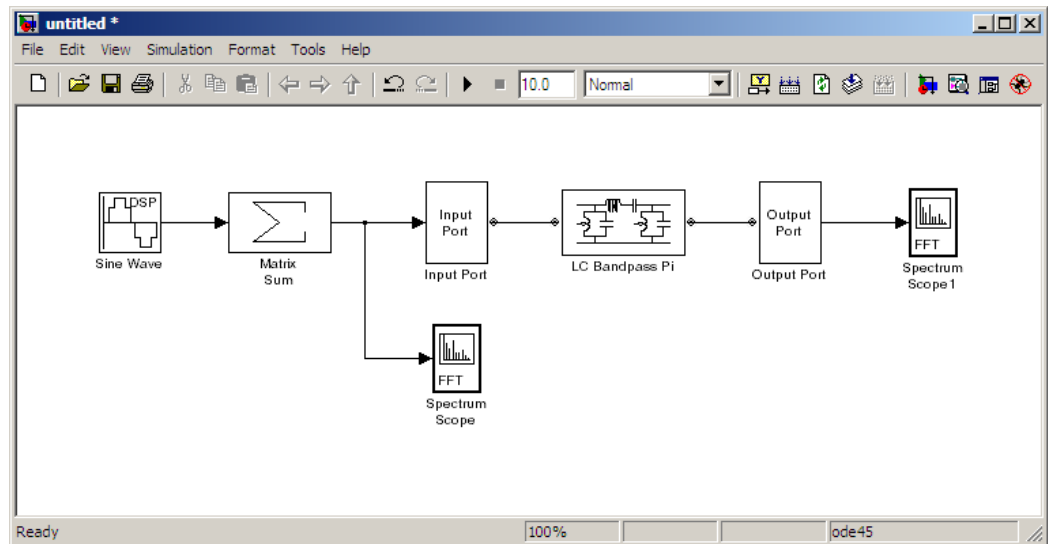 untitled *
File Edit View Simulation Format Tools Help
10.0 Normal
DSP
Sine Wave
Matrix
Sum
Input
Port
Input Port
LC Bandpass Pi
Output
Port
Output Port
FFT
Spectrum
Scope1
FFT
Spectrum
Scope
Ready 100% ode45